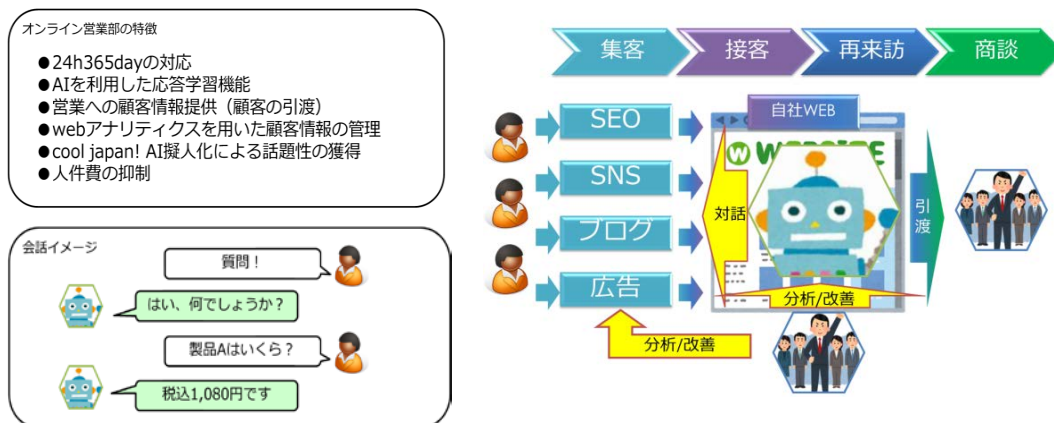 オンライン営業部の特徴
●24h365dayの対応
●AIを利用した応答学習機能
●営業への顧客情報提供（顧客の引渡）
●webアナリティクスを用いた顧客情報の管理
●cool japan! AI擬人化による話題性の獲得
●人件費の抑制
会話イメージ
質問！
はい、何でしょうか？
製品Aはいくら？
税込1,080円です
集客
接客
再来訪
商談
SEO
SNS
ブログ
広告
自社WEB
対話
引渡
分析/改善
分析/改善